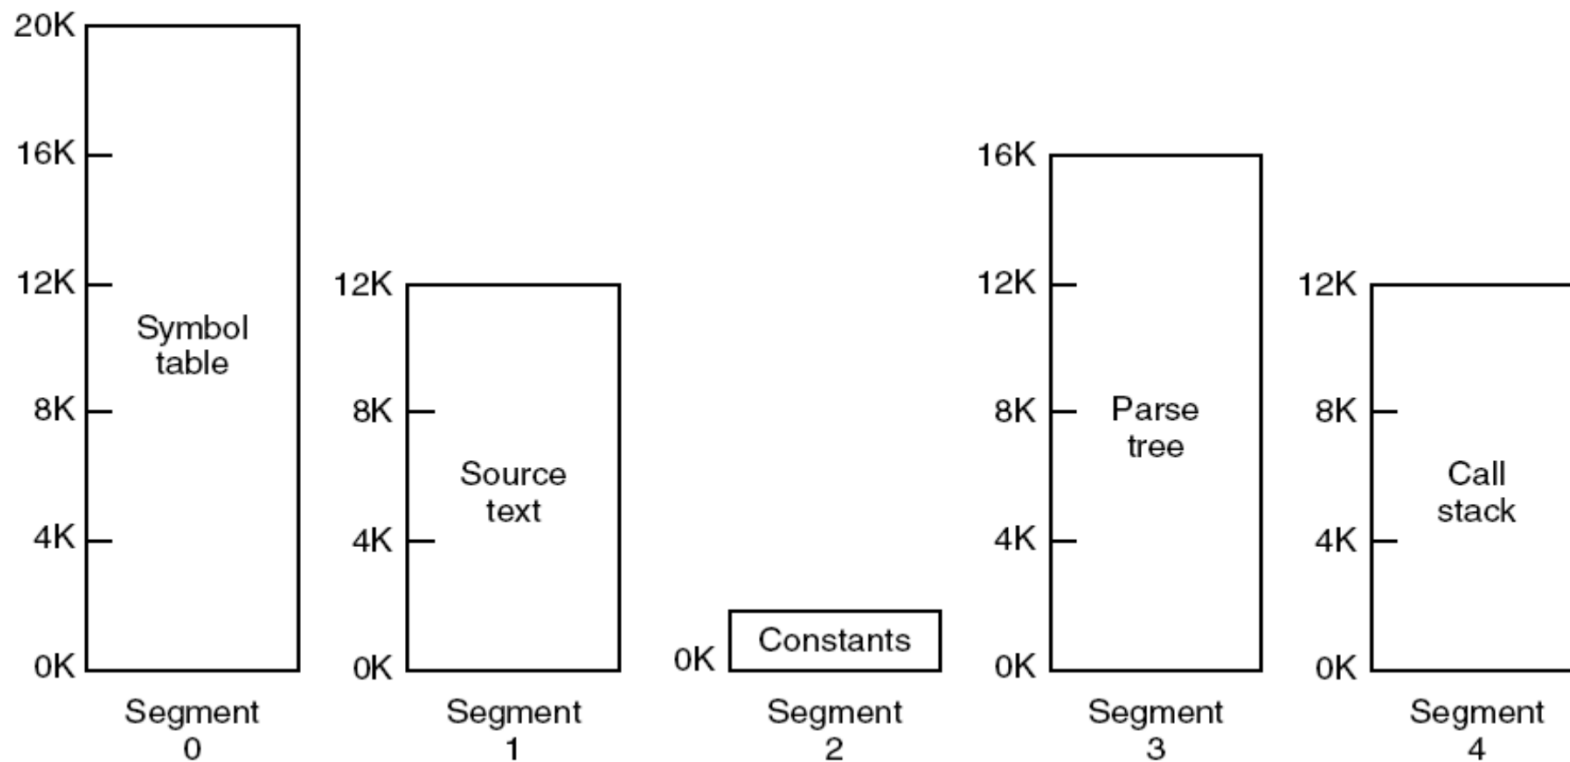 20K
16K
12K
8K
4K
0K
Symbol
table
Segment
0
12K
8K
4K
0K
Source
text
Segment
1
0K
Constants
Segment
2
16K
12K
8K
4K
0K
Parse
tree
Segment
3
12K
8K
4K
0K
Call
stack
Segment
4